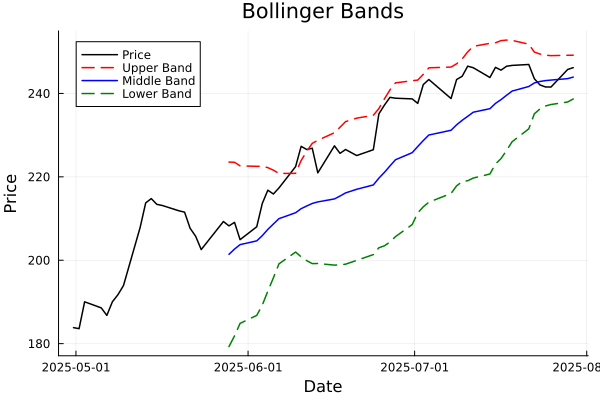 Bollinger Bands
Price
Upper Band
Middle Band
Lower Band
Price
240
220
200
180
2025-05-01
2025-06-01
2025-07-01
2025-08
Date